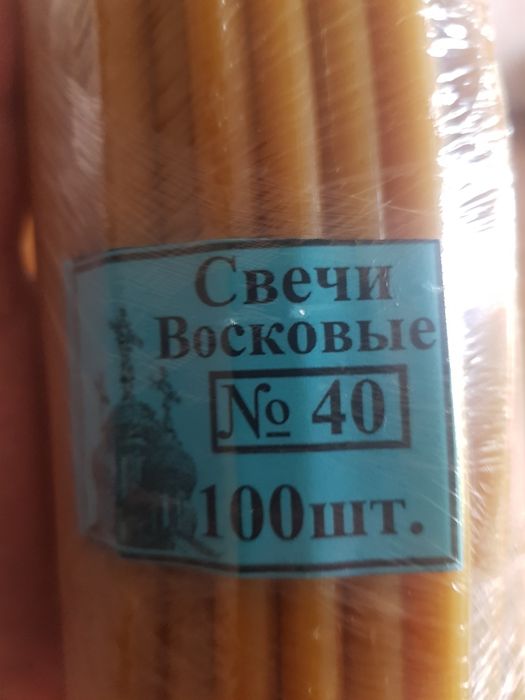 Свечи
Восковые
№ 40
100шт.